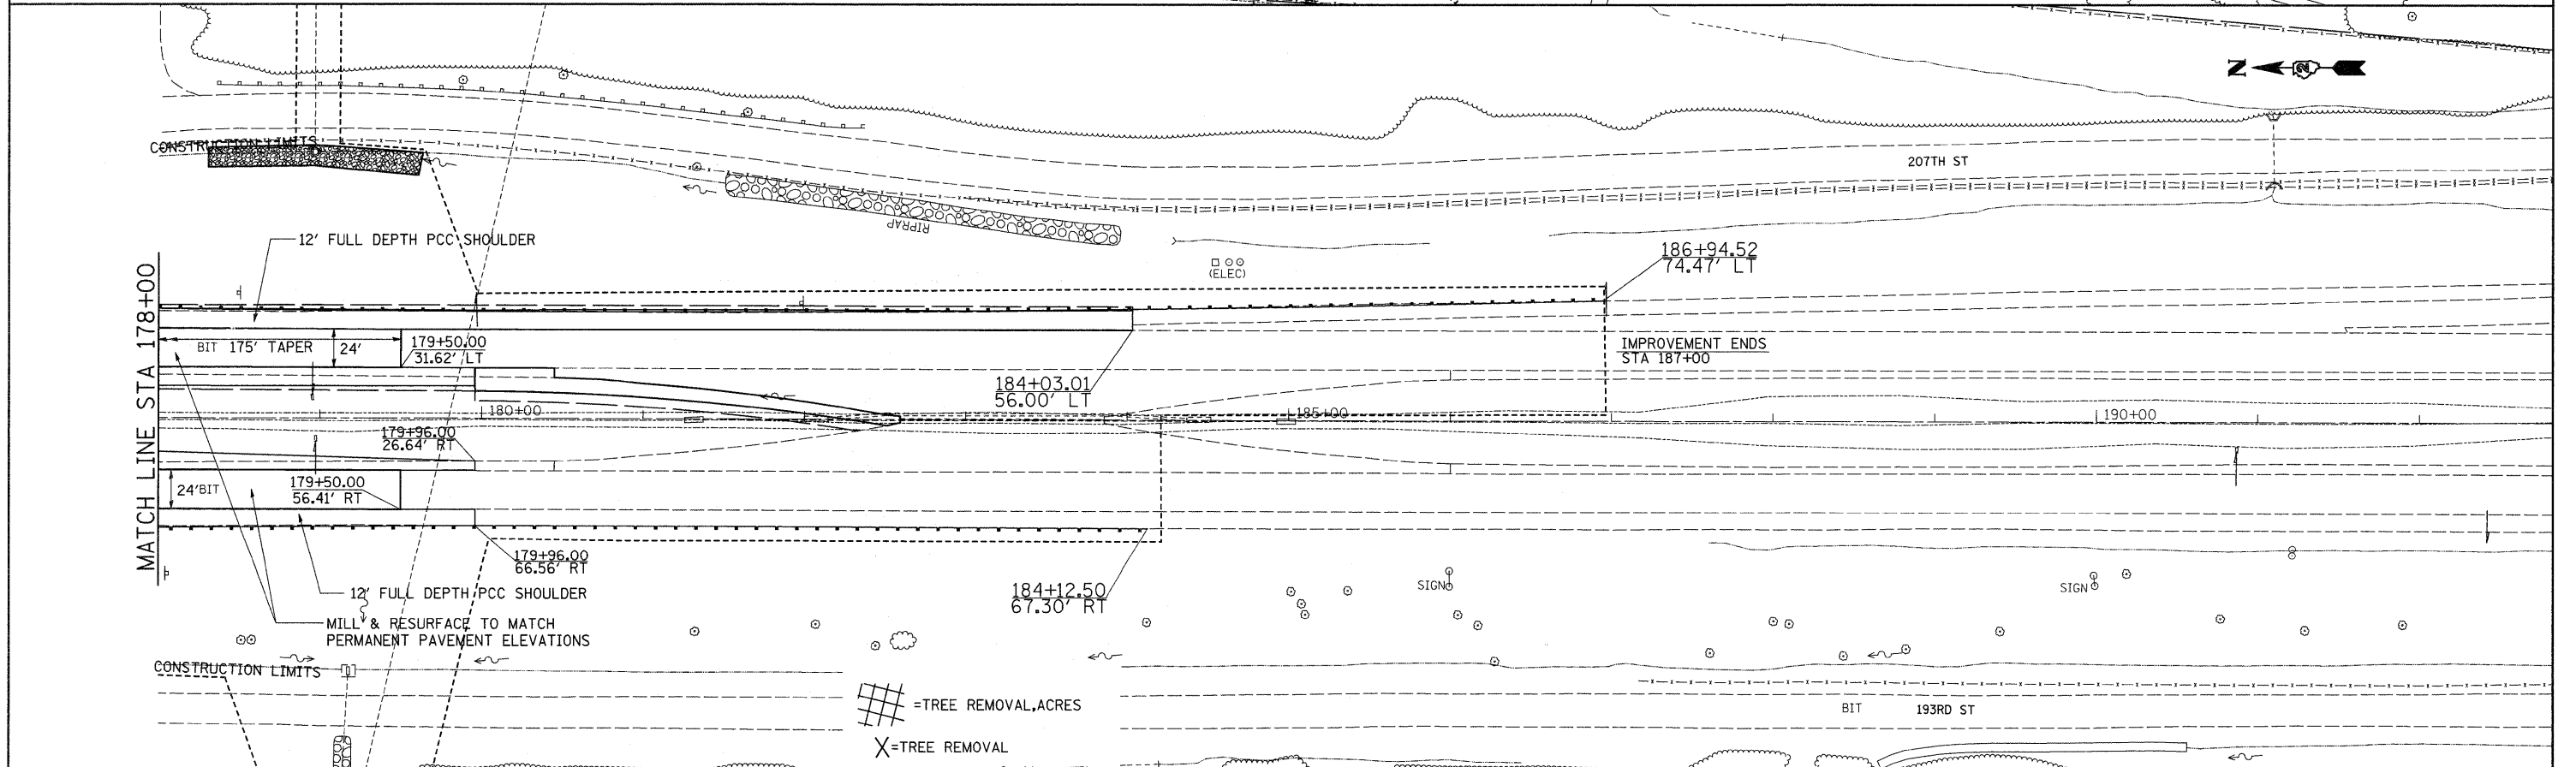 N
2
CONSTRUCTION LIMITS
207TH ST
RIPRAP
12' FULL DEPTH PCC SHOULDER
(ELEC)
186+94.52
74.47' LT
MATCH LINE STA 178+00
BIT 175' TAPER
24'
179+50.00
31.62' LT
IMPROVEMENT ENDS
STA 187+00
184+03.01
56.00' LT
180+00
185+00
190+00
179+96.00
26.64' RT
24' BIT
179+50.00
56.41' RT
179+96.00
66.56' RT
184+12.50
67.30' RT
SIGN
SIGN
12' FULL DEPTH PCC SHOULDER
MILL & RESURFACE TO MATCH
PERMANENT PAVEMENT ELEVATIONS
CONSTRUCTION LIMITS
=TREE REMOVAL,ACRES
BIT 193RD ST
X=TREE REMOVAL